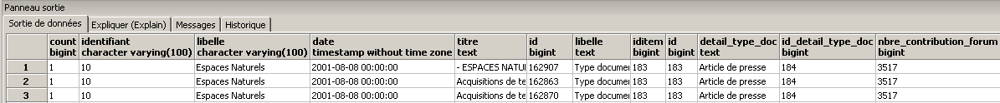 Panneau sortie
Sortie de données Expliquer (Explain) Messages Historique
count identifiant libelle date titre id libelle iditem id detail_type_doc id_detail_type_doc nbre_contribution_forum
bigint character varying(100) character varying(100) timestamp without time zone text bigint text bigint bigint text bigint bigint
1 1 10 Espaces Naturels 2001-08-08 00:00:00 - ESPACES NATUI 162907 Type documen 183 183 Article de presse 184 3517
2 1 10 Espaces Naturels 2001-08-08 00:00:00 Acquisitions de te 162863 Type documen 183 183 Article de presse 184 3517
3 1 10 Espaces Naturels 2001-08-08 00:00:00 Acquisitions de te 162870 Type documen 183 183 Article de presse 184 3517